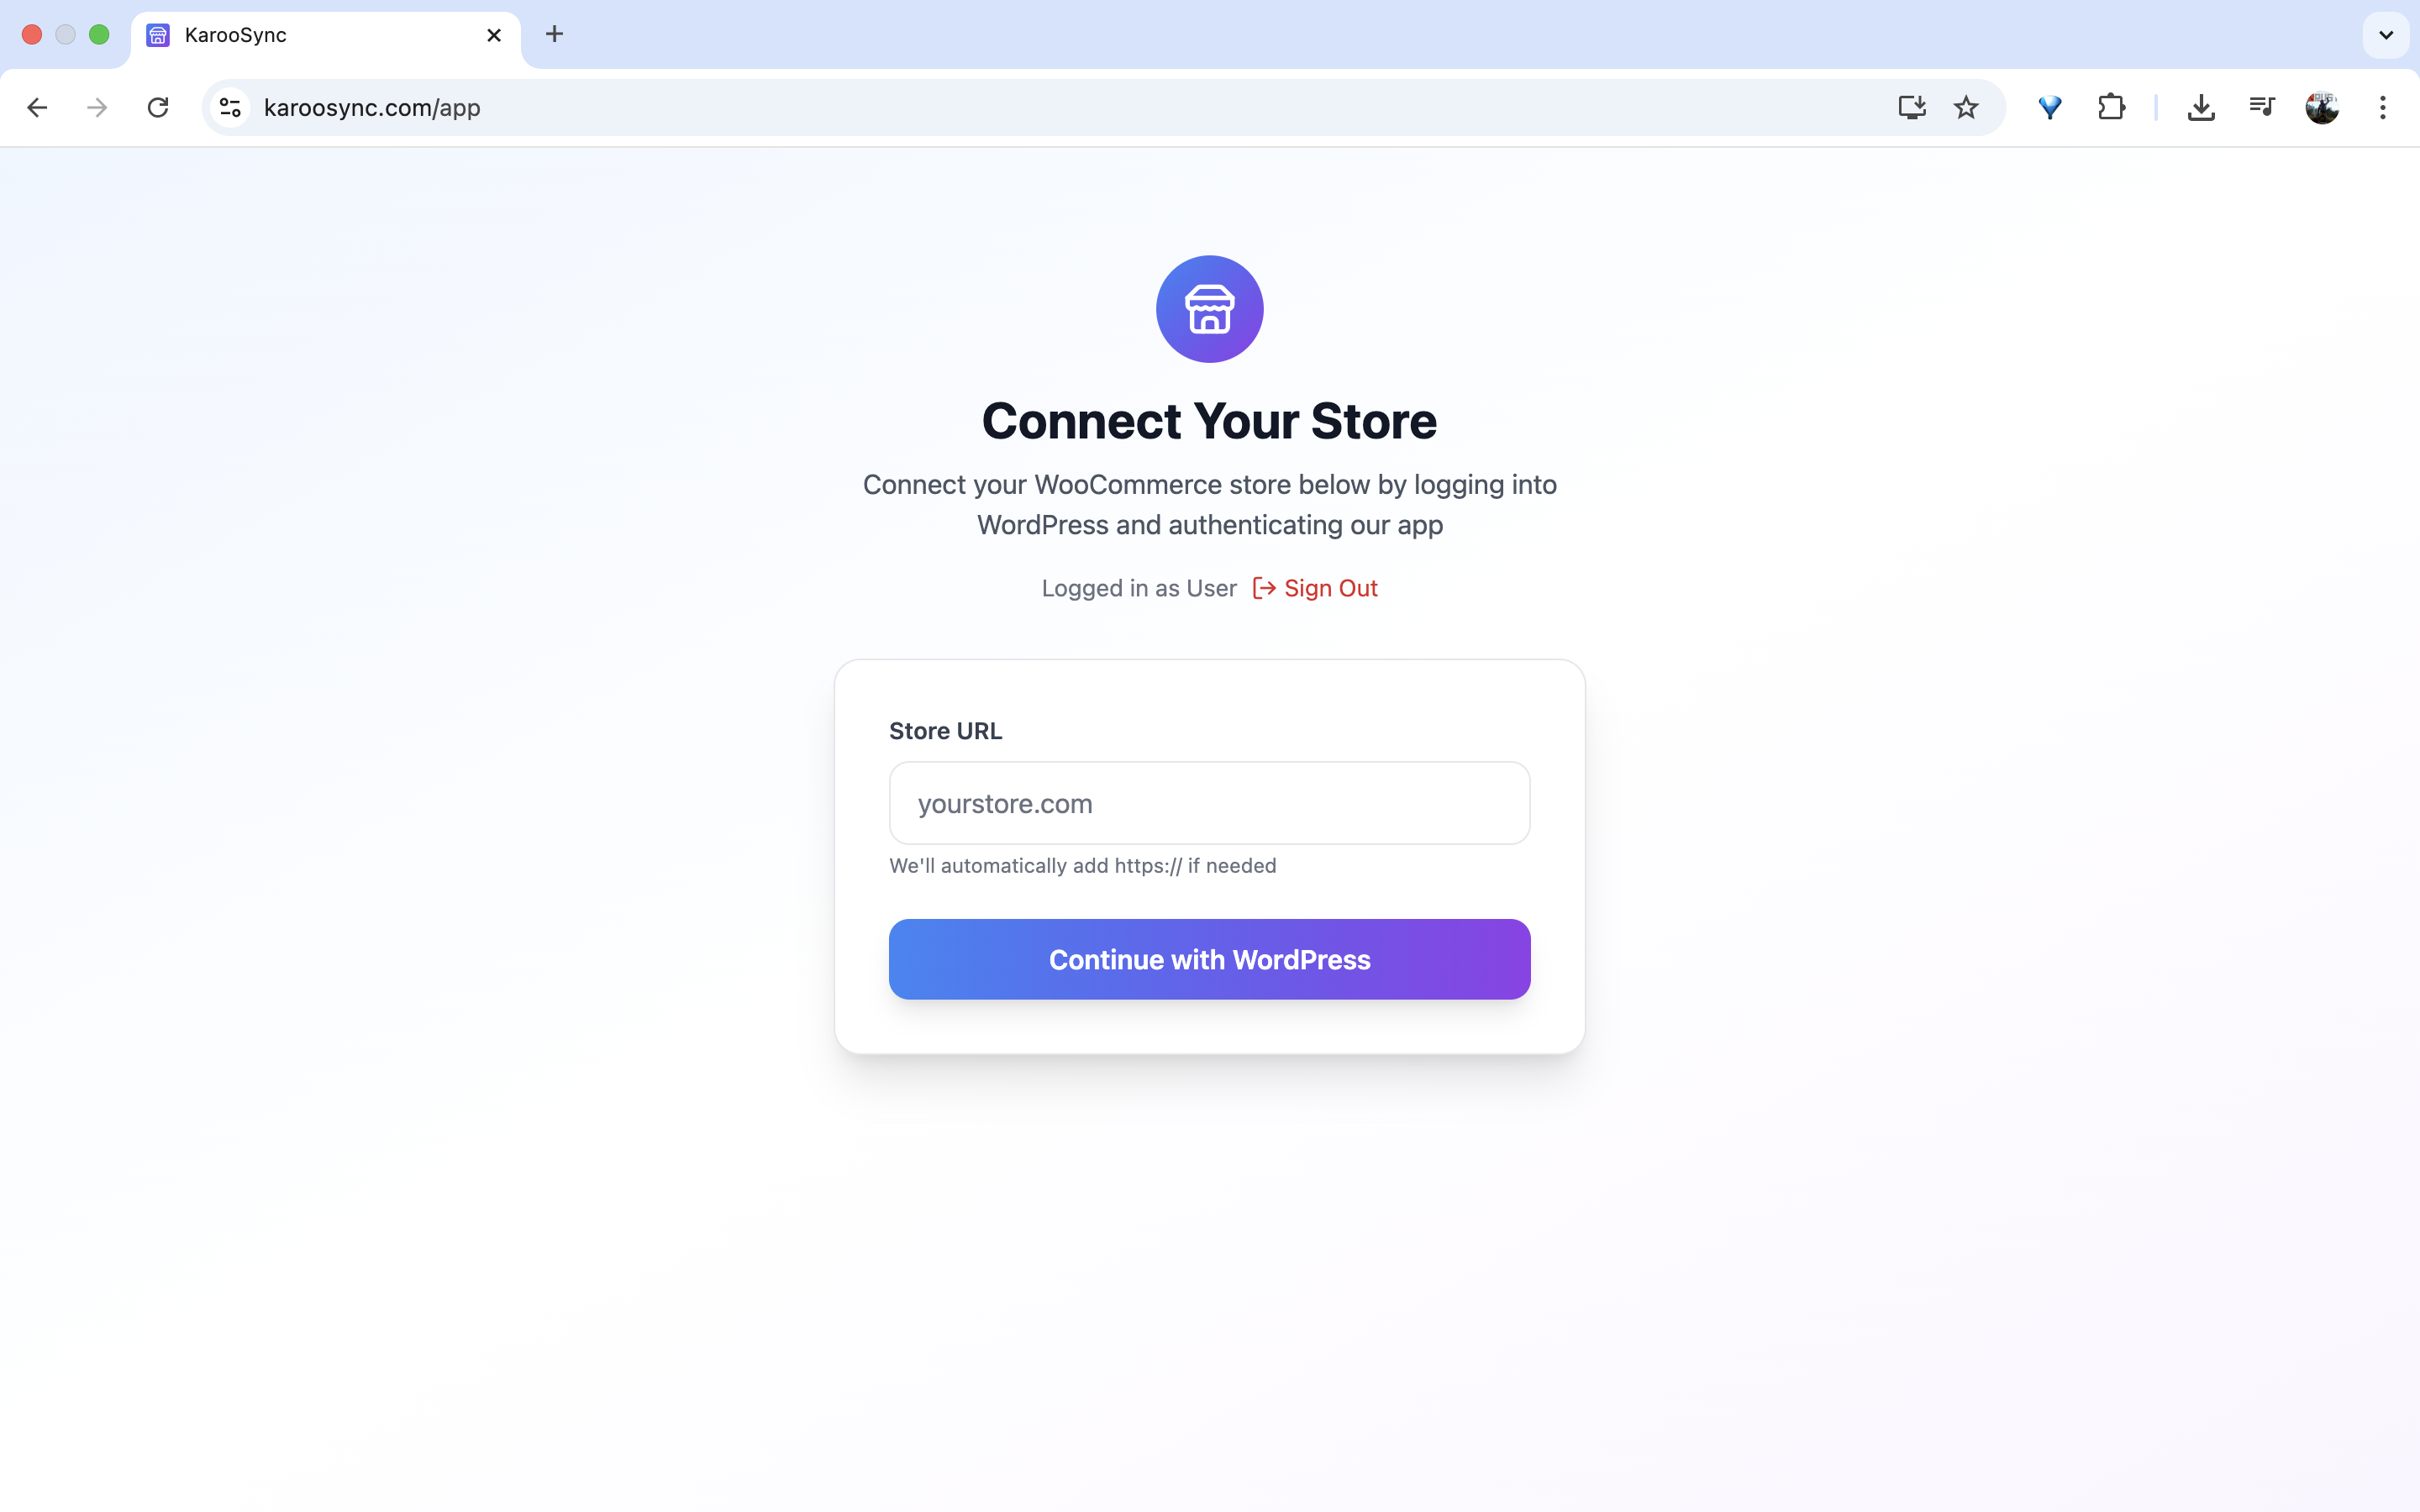 KarooSync
karoosync.com/app
Connect Your Store
Connect your WooCommerce store below by logging into
WordPress and authenticating our app
Logged in as User Sign Out
Store URL
yourstore.com
We'll automatically add https:// if needed
Continue with WordPress